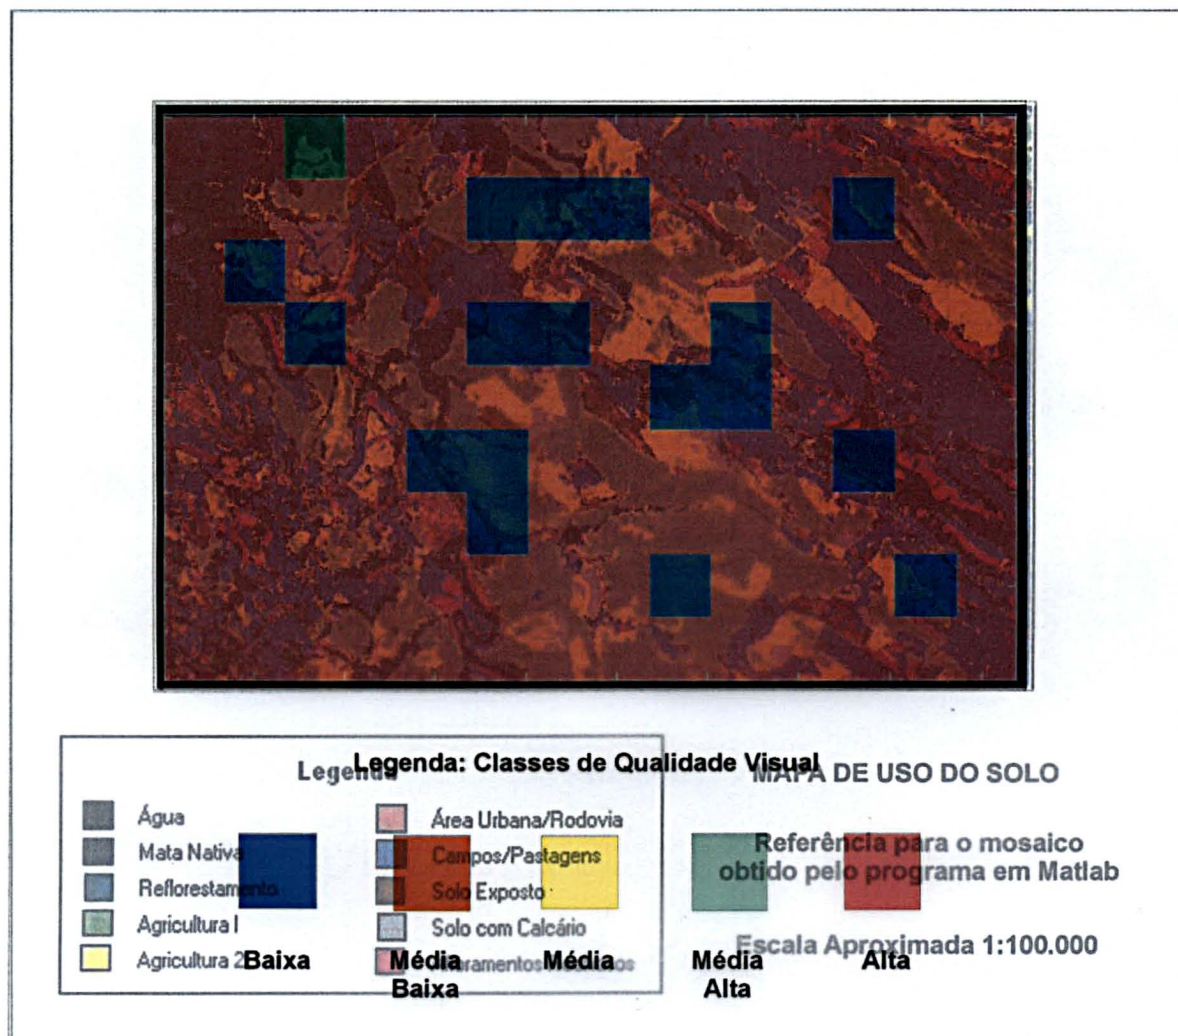 Legenda: Classes de Qualidade Visual
Legenda
MAPA DE USO DO SOLO
Água
Mata Nativa
Reflorestamento
Agricultura I
Agricultura 2
Área Urbana/Rodovia
Campos/Pastagens
Solo Exposto
Solo com Calcário
Referência para o mosaico
obtido pelo programa em Matlab
Escala Aproximada 1:100.000
Baixa
Média
Baixa
Média
Média
Alta
Alta